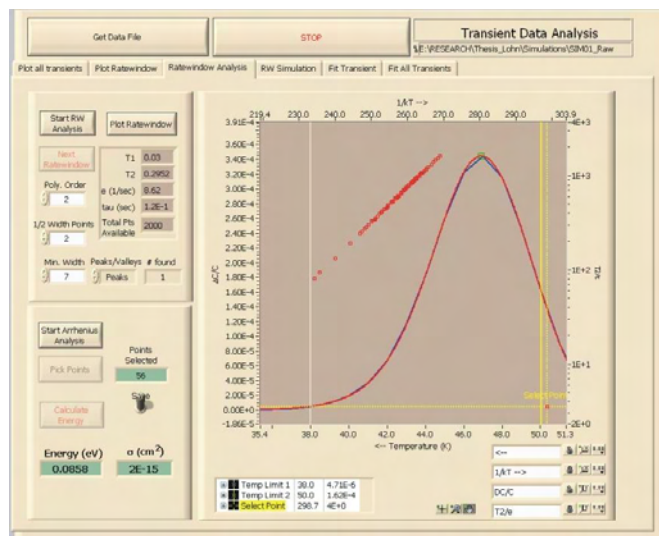 Get Data File
STOP
Transient Data Analysis
E:\RESEARCH\Thesis_Lohn\Simulations\SIM01_Raw
Plot all transients
Plot Ratewindow
Ratewindow Analysis
RW Simulation
Fit Transient
Fit All Transients
Start RW Analysis
Plot Ratewindow
Next Ratewindow
T1 0.03
T2 0.2952
Poly. Order
2
e (1/sec) 8.62
tau (sec) 1.2E-1
1/2 Width Points
2
Total Pts Available 2000
Min. Width
7
Peaks/Valleys
Peaks
# found
1
Start Arrhenius Analysis
Pick Points
Points Selected
56
Calculate Energy
Energy (eV)
0.0858
σ (cm2)
2E-15
1/kT -->
219.4 230.0 240.0 250.0 260.0 270.0 280.0 290.0 303.9
3.91E-4
3.60E-4
3.40E-4
3.20E-4
3.00E-4
2.80E-4
2.60E-4
2.40E-4
2.20E-4
2.00E-4
1.80E-4
1.60E-4
1.40E-4
1.20E-4
1.00E-4
8.00E-5
6.00E-5
4.00E-5
2.00E-5
0.00E+0
-1.86E-5
ΔC/C
4E+3
1E+3
1E+2
1E+1
2E+0
T2/e
Select Point
35.4 38.0 40.0 42.0 44.0 46.0 48.0 50.0 51.3
<-- Temperature (K)
Temp Limit 1 38.0 4.71E-6
Temp Limit 2 50.0 1.62E-4
Select Point 298.7 4E+0
<--
1/kT -->
DC/C
T2/e